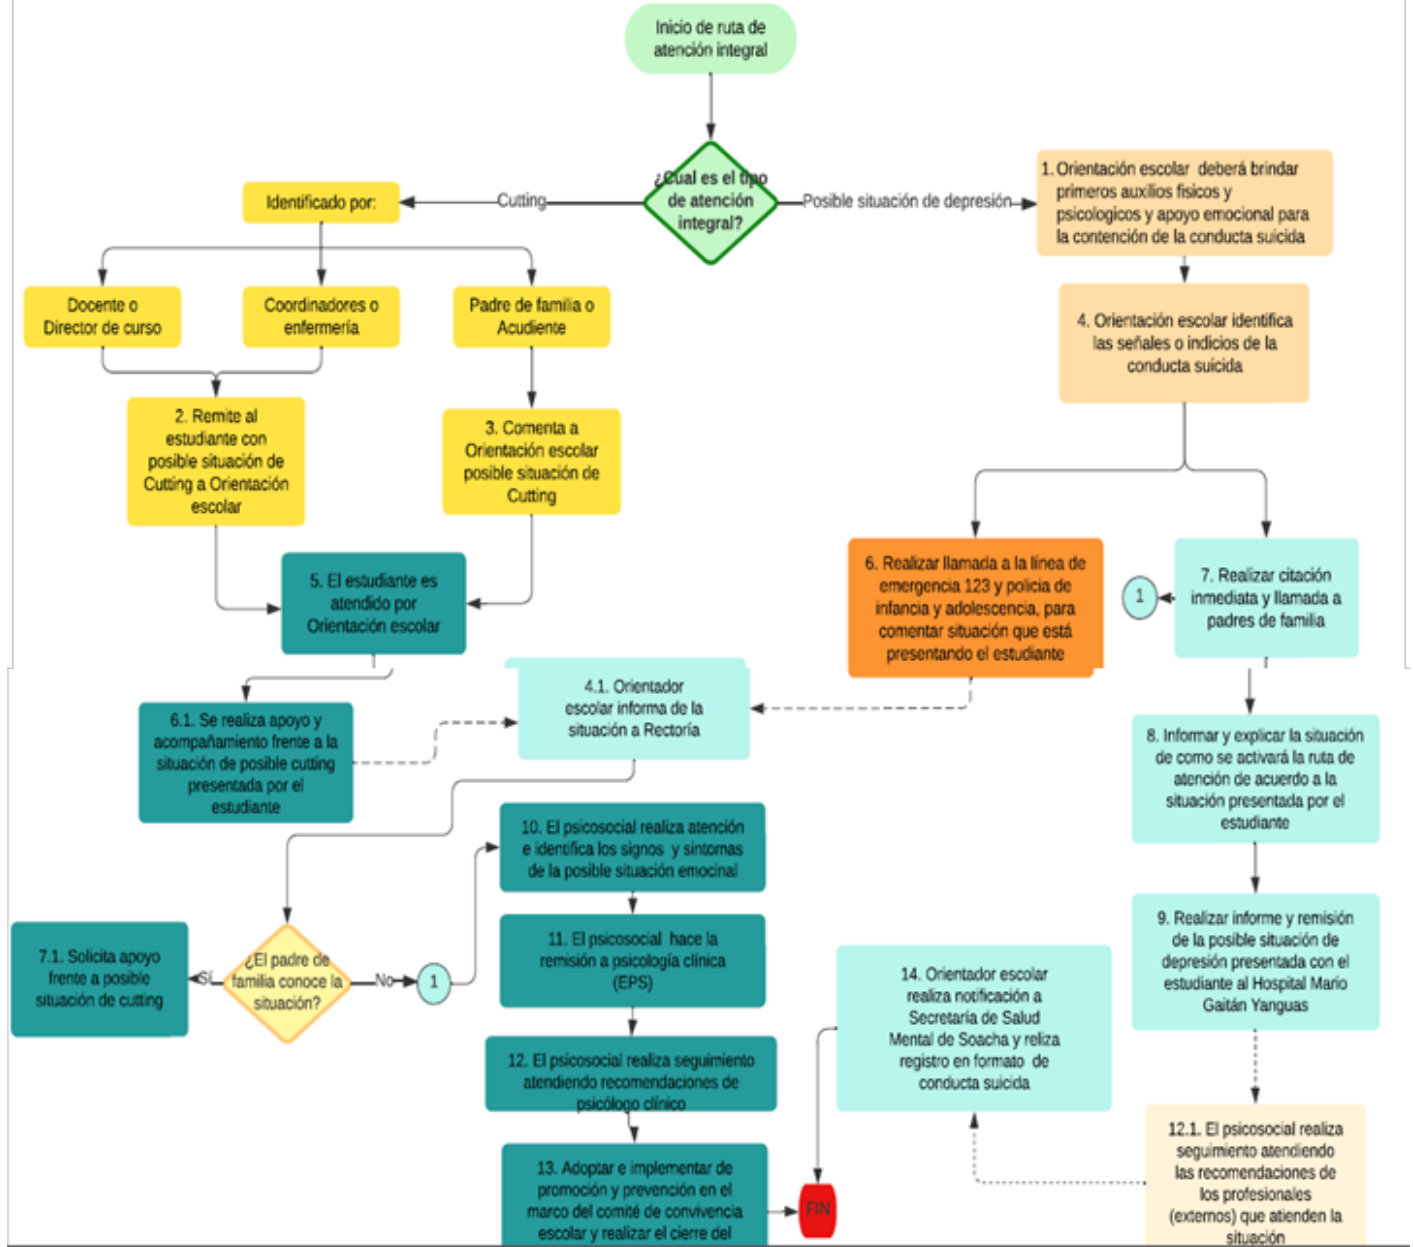 Inicio de ruta de
atención integral
¿Cual es el tipo
de atención
integral?
Cutting
Posible situación de depresión
Identificado por:
1. Orientación escolar deberá brindar
primeros auxilios fisicos y
psicologicos y apoyo emocional para
la contención de la conducta suicida
Docente o
Director de curso
Coordinadores o
enfermería
Padre de familia o
Acudiente
4. Orientación escolar identifica
las señales o indicios de la
conducta suicida
2. Remite al
estudiante con
posible situación de
Cutting a Orientación
escolar
3. Comenta a
Orientación escolar
posible situación de
Cutting
5. El estudiante es
atendido por
Orientación escolar
6. Realizar llamada a la línea de
emergencia 123 y policia de
infancia y adolescencia, para
comentar situación que está
presentando el estudiante
1
7. Realizar citación
inmediata y llamada a
padres de familia
6.1. Se realiza apoyo y
acompañamiento frente a la
situación de posible cutting
presentada por el
estudiante
4.1. Orientador
escolar informa de la
situación a Rectoría
8. Informar y explicar la situación
de como se activará la ruta de
atención de acuerdo a la
situación presentada por el
estudiante
10. El psicosocial realiza atención
e identifica los signos y sintomas
de la posible situación emocinal
7.1. Solicita apoyo
frente a posible
situación de cutting
Sí
¿El padre de
familia conoce la
situación?
No
1
11. El psicosocial hace la
remisión a psicología clínica
(EPS)
9. Realizar informe y remisión
de la posible situación de
depresión presentada con el
estudiante al Hospital Mario
Gaitán Yanguas
14. Orientador escolar
realiza notificación a
Secretaría de Salud
Mental de Soacha y reliza
registro en formato de
conducta suicida
12. El psicosocial realiza seguimiento
atendiendo recomendaciones de
psicólogo clínico
13. Adoptar e implementar de
promoción y prevención en el
marco del comité de convivencia
escolar y realizar el cierre del
FIN
12.1. El psicosocial realiza
seguimiento atendiendo
las recomendaciones de
los profesionales
(externos) que atienden la
situación